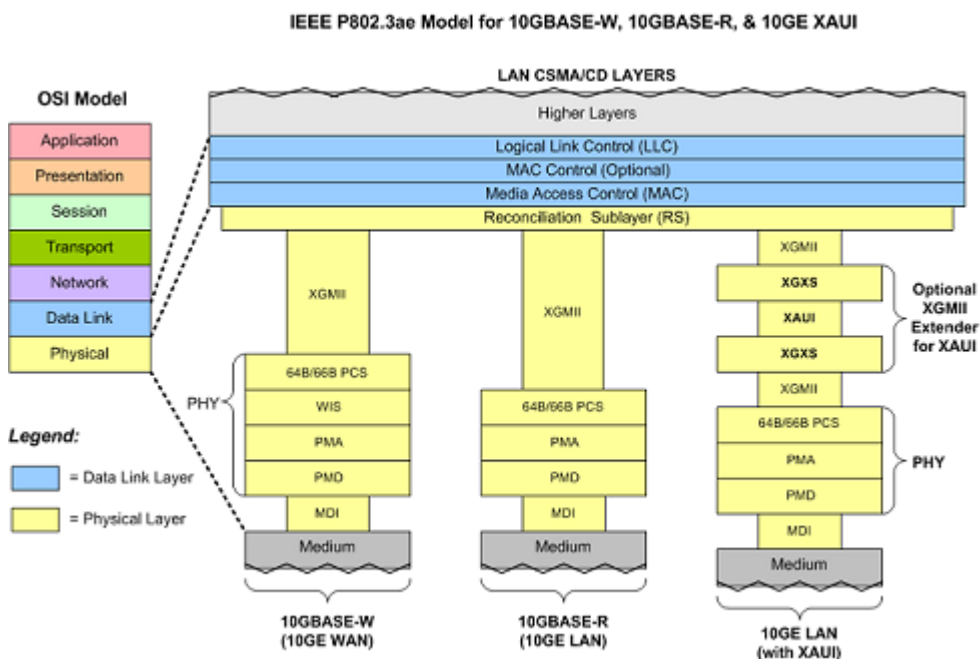 IEEE P802.3ae Model for 10GBASE-W, 10GBASE-R, & 10GE XAUI
LAN CSMA/CD LAYERS
OSI Model
Application
Presentation
Session
Transport
Network
Data Link
Physical
Legend:
= Data Link Layer
= Physical Layer
Higher Layers
Logical Link Control (LLC)
MAC Control (Optional)
Media Access Control (MAC)
Reconciliation Sublayer (RS)
XGMII
PHY
64B/66B PCS
WIS
PMA
PMD
MDI
Medium
10GBASE-W
(10GE WAN)
XGMII
64B/66B PCS
PMA
PMD
MDI
Medium
10GBASE-R
(10GE LAN)
XGMII
XGXS
XAUI
XGXS
Optional
XGMII
Extender
for XAUI
XGMII
64B/66B PCS
PMA
PMD
PHY
MDI
Medium
10GE LAN
(with XAUI)